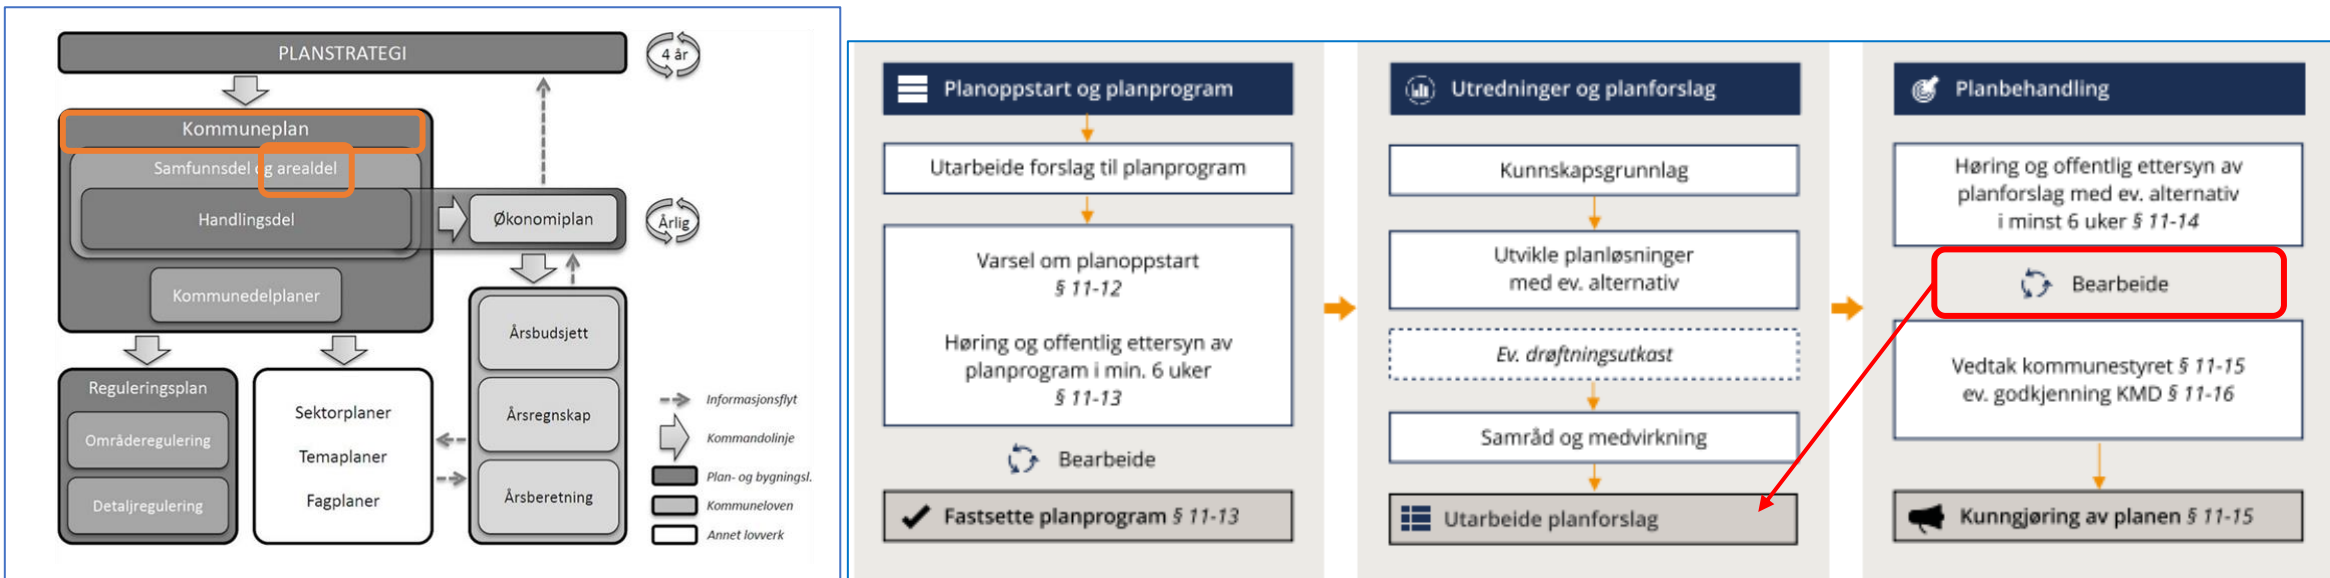 PLANSTRATEGI
4 år
Kommuneplan
Samfunnsdel og arealdel
Handlingsdel
Økonomiplan
Årlig
Kommunedelplaner
Årsbudsjett
Årsregnskap
Årsberetning
Reguleringsplan
Områderegulering
Detaljregulering
Sektorplaner
Temaplaner
Fagplaner
Informasjonsflyt
Kommandolinje
Plan- og bygningsl.
Kommuneloven
Annet lovverk
Planoppstart og planprogram
Utarbeide forslag til planprogram
Varsel om planoppstart
§ 11-12
Høring og offentlig ettersyn av
planprogram i min. 6 uker
§ 11-13
Bearbeide
Fastsette planprogram § 11-13
Utredninger og planforslag
Kunnskapsgrunnlag
Utvikle planløsninger
med ev. alternativ
Ev. drøftningsutkast
Samråd og medvirkning
Utarbeide planforslag
Planbehandling
Høring og offentlig ettersyn av
planforslag med ev. alternativ
i minst 6 uker § 11-14
Bearbeide
Vedtak kommunestyret § 11-15
ev. godkjenning KMD § 11-16
Kunngjøring av planen § 11-15